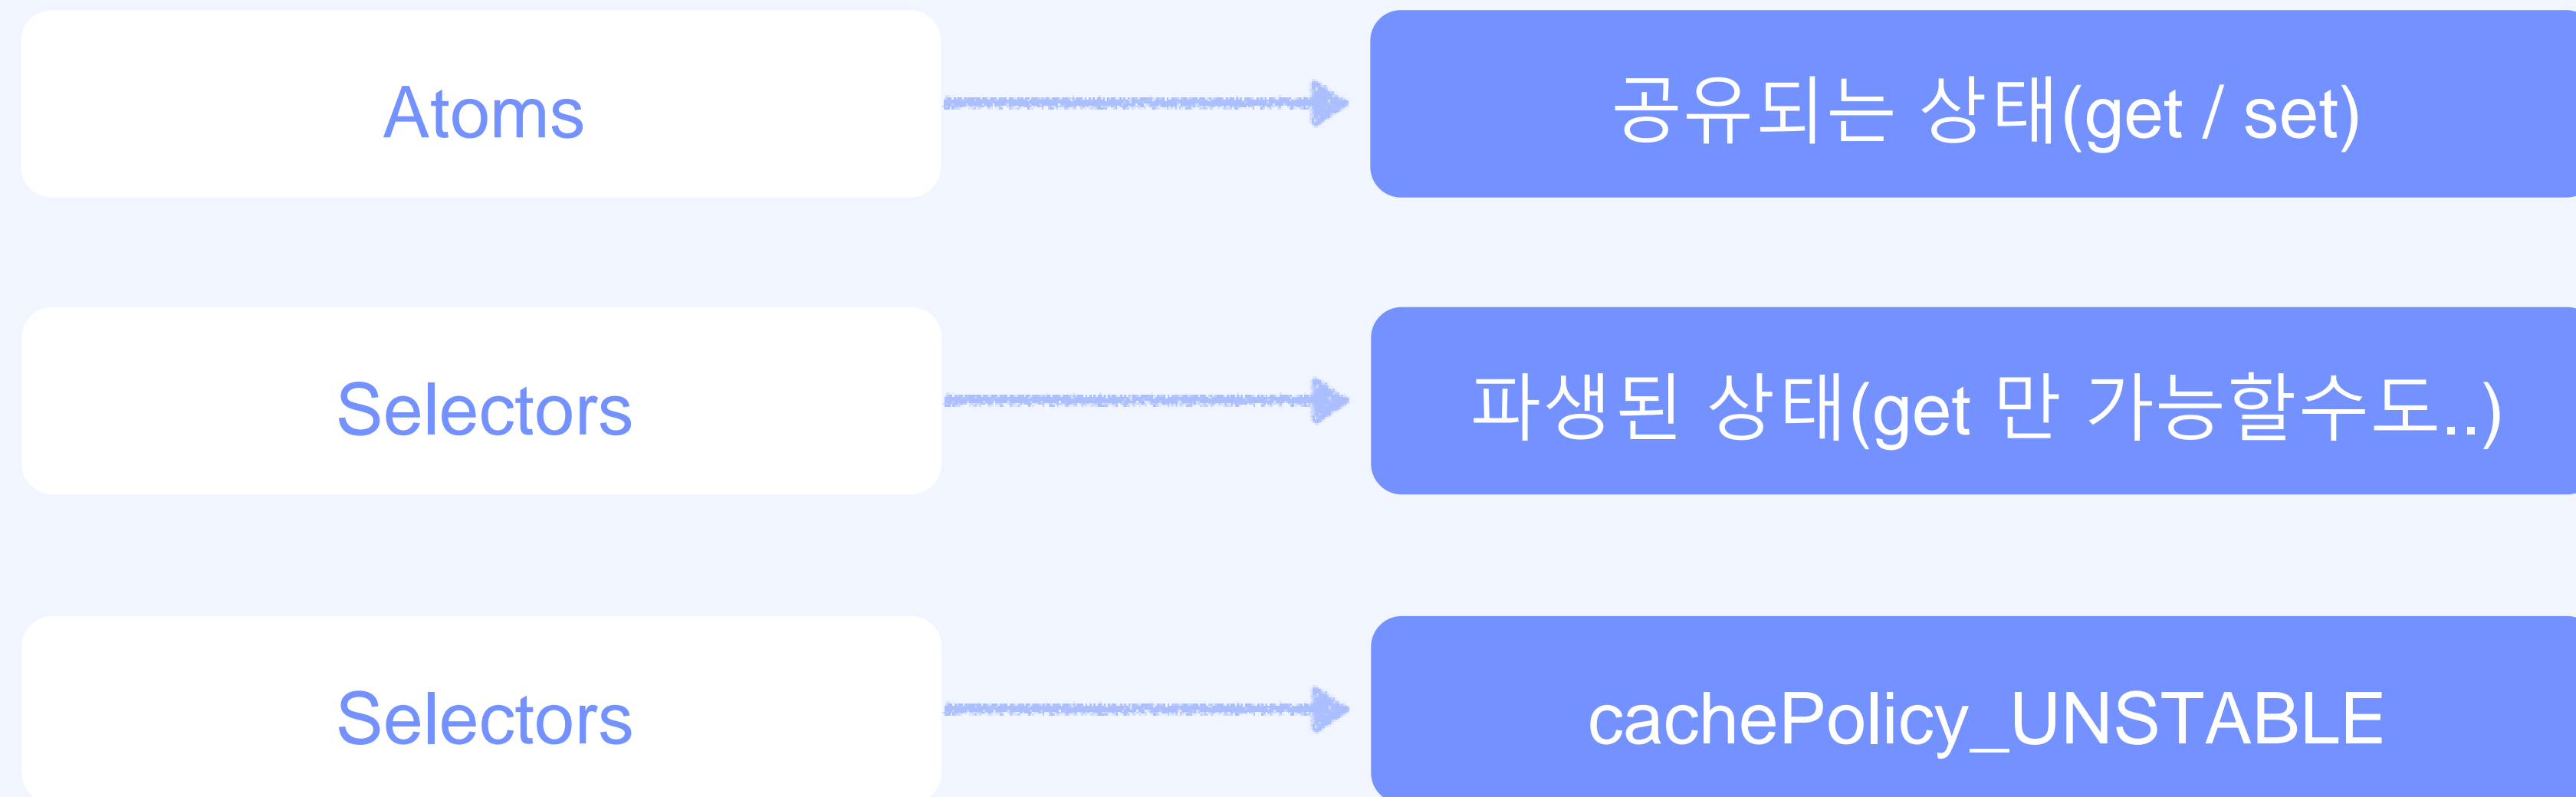 Atoms
공유되는 상태(get / set)
Selectors
파생된 상태(get 만 가능할수도..)
Selectors
cachePolicy_UNSTABLE